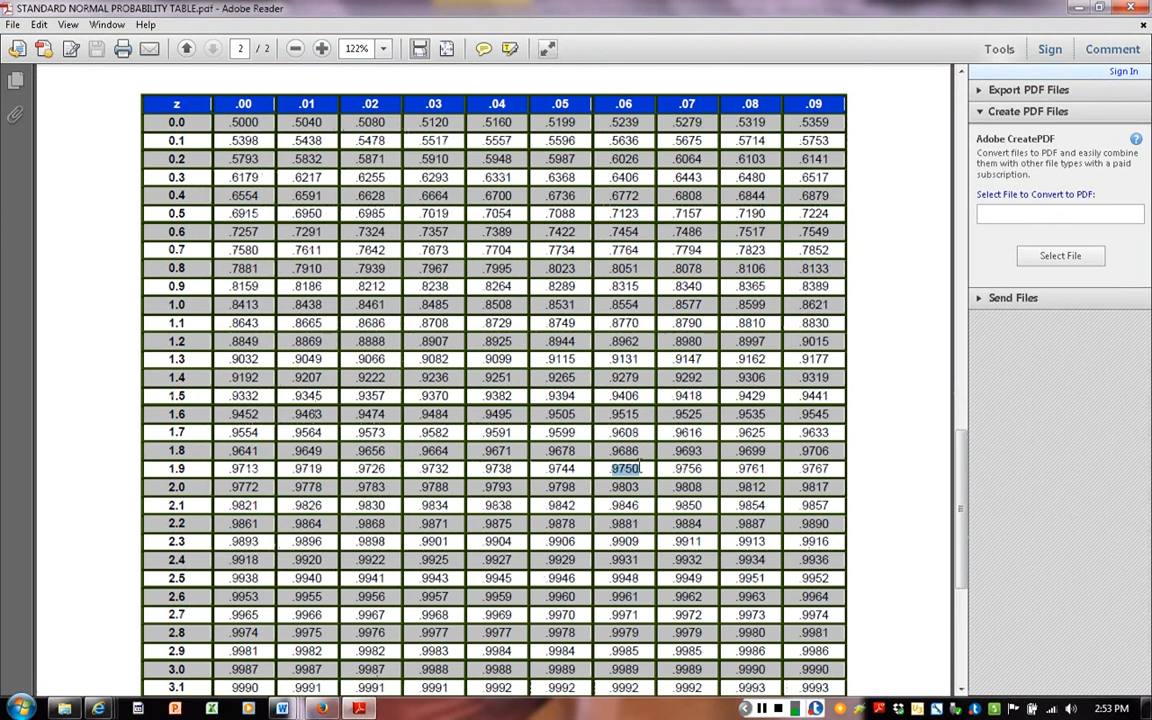 STANDARD NORMAL PROBABILITY TABLE.pdf - Adobe Reader
File Edit View Window Help
2 / 2 122% Tools Sign Comment
Sign In
Export PDF Files
Create PDF Files
Adobe CreatePDF
Convert files to PDF and easily combine
them with other file types with a paid
subscription.
Select File to Convert to PDF:
Select File
Send Files
z .00 .01 .02 .03 .04 .05 .06 .07 .08 .09
0.0 .5000 .5040 .5080 .5120 .5160 .5199 .5239 .5279 .5319 .5359
0.1 .5398 .5438 .5478 .5517 .5557 .5596 .5636 .5675 .5714 .5753
0.2 .5793 .5832 .5871 .5910 .5948 .5987 .6026 .6064 .6103 .6141
0.3 .6179 .6217 .6255 .6293 .6331 .6368 .6406 .6443 .6480 .6517
0.4 .6554 .6591 .6628 .6664 .6700 .6736 .6772 .6808 .6844 .6879
0.5 .6915 .6950 .6985 .7019 .7054 .7088 .7123 .7157 .7190 .7224
0.6 .7257 .7291 .7324 .7357 .7389 .7422 .7454 .7486 .7517 .7549
0.7 .7580 .7611 .7642 .7673 .7704 .7734 .7764 .7794 .7823 .7852
0.8 .7881 .7910 .7939 .7967 .7995 .8023 .8051 .8078 .8106 .8133
0.9 .8159 .8186 .8212 .8238 .8264 .8289 .8315 .8340 .8365 .8389
1.0 .8413 .8438 .8461 .8485 .8508 .8531 .8554 .8577 .8599 .8621
1.1 .8643 .8665 .8686 .8708 .8729 .8749 .8770 .8790 .8810 .8830
1.2 .8849 .8869 .8888 .8907 .8925 .8944 .8962 .8980 .8997 .9015
1.3 .9032 .9049 .9066 .9082 .9099 .9115 .9131 .9147 .9162 .9177
1.4 .9192 .9207 .9222 .9236 .9251 .9265 .9279 .9292 .9306 .9319
1.5 .9332 .9345 .9357 .9370 .9382 .9394 .9406 .9418 .9429 .9441
1.6 .9452 .9463 .9474 .9484 .9495 .9505 .9515 .9525 .9535 .9545
1.7 .9554 .9564 .9573 .9582 .9591 .9599 .9608 .9616 .9625 .9633
1.8 .9641 .9649 .9656 .9664 .9671 .9678 .9686 .9693 .9699 .9706
1.9 .9713 .9719 .9726 .9732 .9738 .9744 .9750 .9756 .9761 .9767
2.0 .9772 .9778 .9783 .9788 .9793 .9798 .9803 .9808 .9812 .9817
2.1 .9821 .9826 .9830 .9834 .9838 .9842 .9846 .9850 .9854 .9857
2.2 .9861 .9864 .9868 .9871 .9875 .9878 .9881 .9884 .9887 .9890
2.3 .9893 .9896 .9898 .9901 .9904 .9906 .9909 .9911 .9913 .9916
2.4 .9918 .9920 .9922 .9925 .9927 .9929 .9931 .9932 .9934 .9936
2.5 .9938 .9940 .9941 .9943 .9945 .9946 .9948 .9949 .9951 .9952
2.6 .9953 .9955 .9956 .9957 .9959 .9960 .9961 .9962 .9963 .9964
2.7 .9965 .9966 .9967 .9968 .9969 .9970 .9971 .9972 .9973 .9974
2.8 .9974 .9975 .9976 .9977 .9977 .9978 .9979 .9979 .9980 .9981
2.9 .9981 .9982 .9982 .9983 .9984 .9984 .9985 .9985 .9986 .9986
3.0 .9987 .9987 .9987 .9988 .9988 .9989 .9989 .9989 .9990 .9990
3.1 .9990 .9991 .9991 .9991 .9992 .9992 .9992 .9992 .9993 .9993
2:53 PM